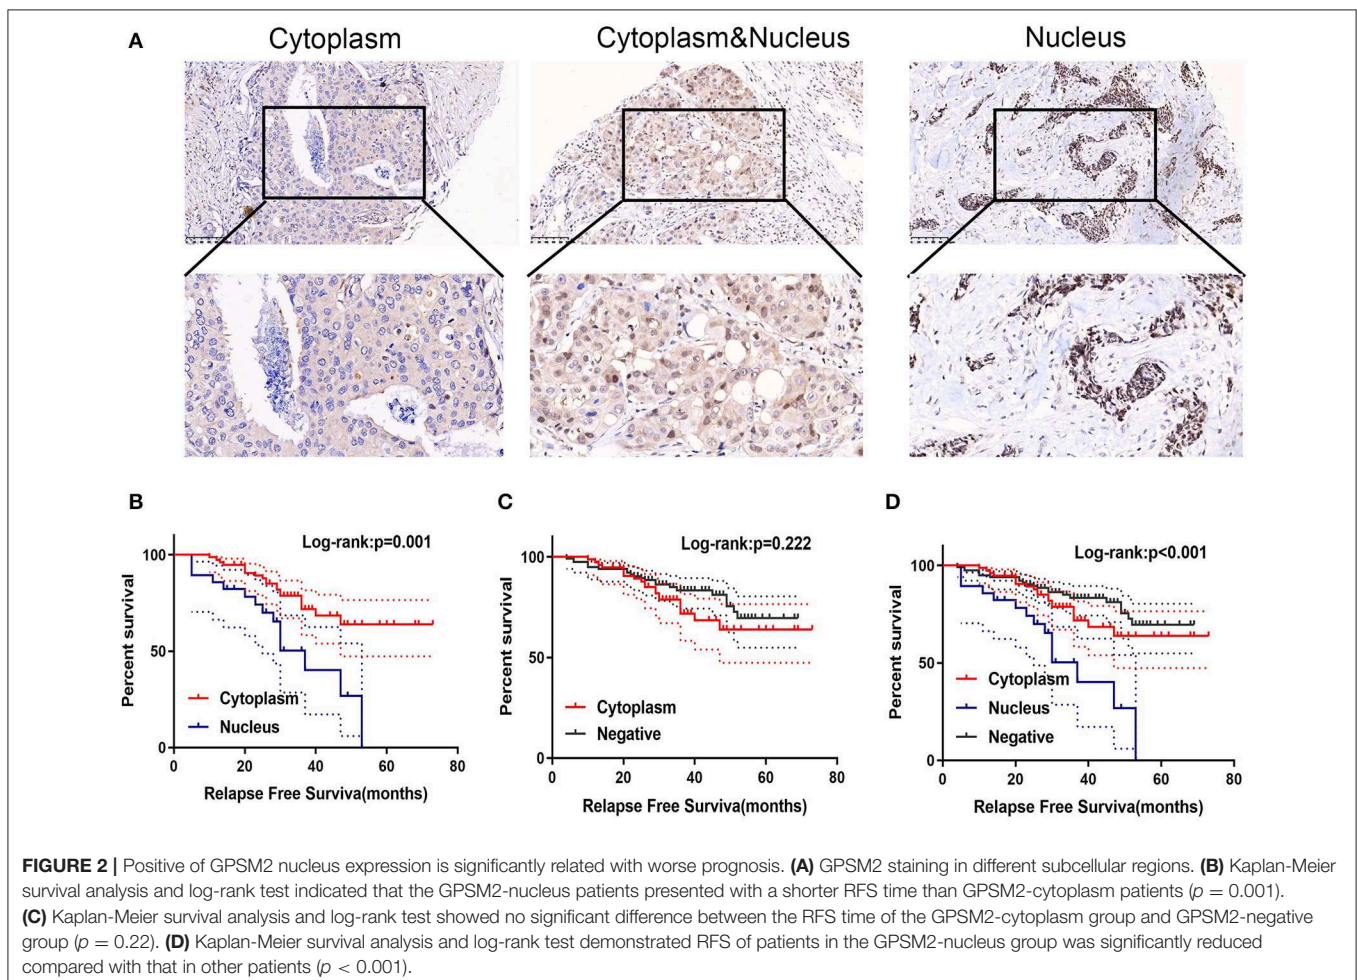 A
Cytoplasm
Cytoplasm&Nucleus
Nucleus
B
Log-rank:p=0.001
Percent survival
100
50
0
Cytoplasm
Nucleus
0 20 40 60 80
Relapse Free Surviva(months)
C
Log-rank:p=0.222
Percent survival
100
50
0
Cytoplasm
Negative
0 20 40 60 80
Relapse Free Surviva(months)
D
Log-rank:p<0.001
Percent survival
100
50
0
Cytoplasm
Nucleus
Negative
0 20 40 60 80
Relapse Free Surviva(months)
FIGURE 2 | Positive of GPSM2 nucleus expression is significantly related with worse prognosis. (A) GPSM2 staining in different subcellular regions. (B) Kaplan-Meier
survival analysis and log-rank test indicated that the GPSM2-nucleus patients presented with a shorter RFS time than GPSM2-cytoplasm patients (p = 0.001).
(C) Kaplan-Meier survival analysis and log-rank test showed no significant difference between the RFS time of the GPSM2-cytoplasm group and GPSM2-negative
group (p = 0.22). (D) Kaplan-Meier survival analysis and log-rank test demonstrated RFS of patients in the GPSM2-nucleus group was significantly reduced
compared with that in other patients (p < 0.001).